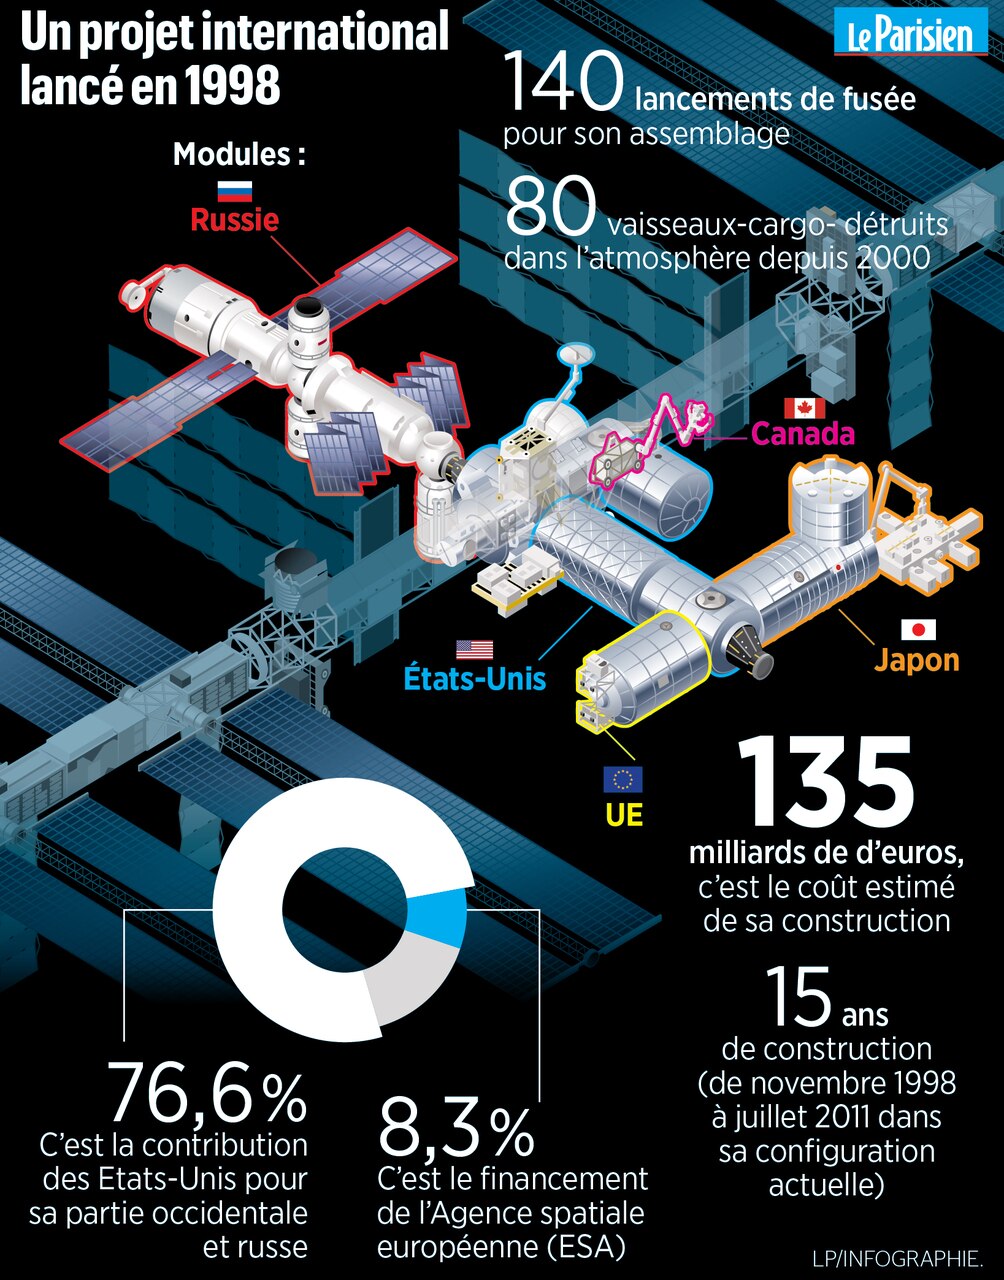 Un projet international
lancé en 1998
Le Parisien
140 lancements de fusée
pour son assemblage
80 vaisseaux-cargo- détruits
dans l'atmosphère depuis 2000
Modules :
Russie
Canada
Japon
États-Unis
UE
135
milliards de d'euros,
c'est le coût estimé
de sa construction
15 ans
de construction
(de novembre 1998
à juillet 2011 dans
sa configuration
actuelle)
76,6 %
C'est la contribution
des Etats-Unis pour
sa partie occidentale
et russe
8,3 %
C'est le financement
de l'Agence spatiale
européenne (ESA)
LP/INFOGRAPHIE.